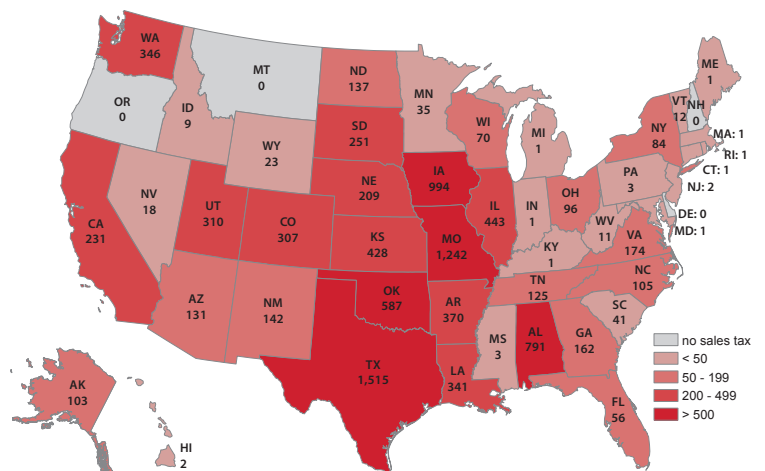 WA
346
MT
0
ND
137
MN
35
ME
1
OR
0
ID
9
SD
251
WI
70
MI
1
VT
12
NH
0
NY
84
MA: 1
RI: 1
CT: 1
NJ: 2
WY
23
IA
994
NE
209
PA
3
DE: 0
MD: 1
NV
18
UT
310
CO
307
IL
443
IN
1
OH
96
WV
11
VA
174
CA
231
KS
428
MO
1,242
KY
1
NC
105
TN
125
AZ
131
NM
142
OK
587
AR
370
SC
41
MS
3
AL
791
GA
162
TX
1,515
LA
341
FL
56
AK
103
HI
2
no sales tax
< 50
50 - 199
200 - 499
> 500